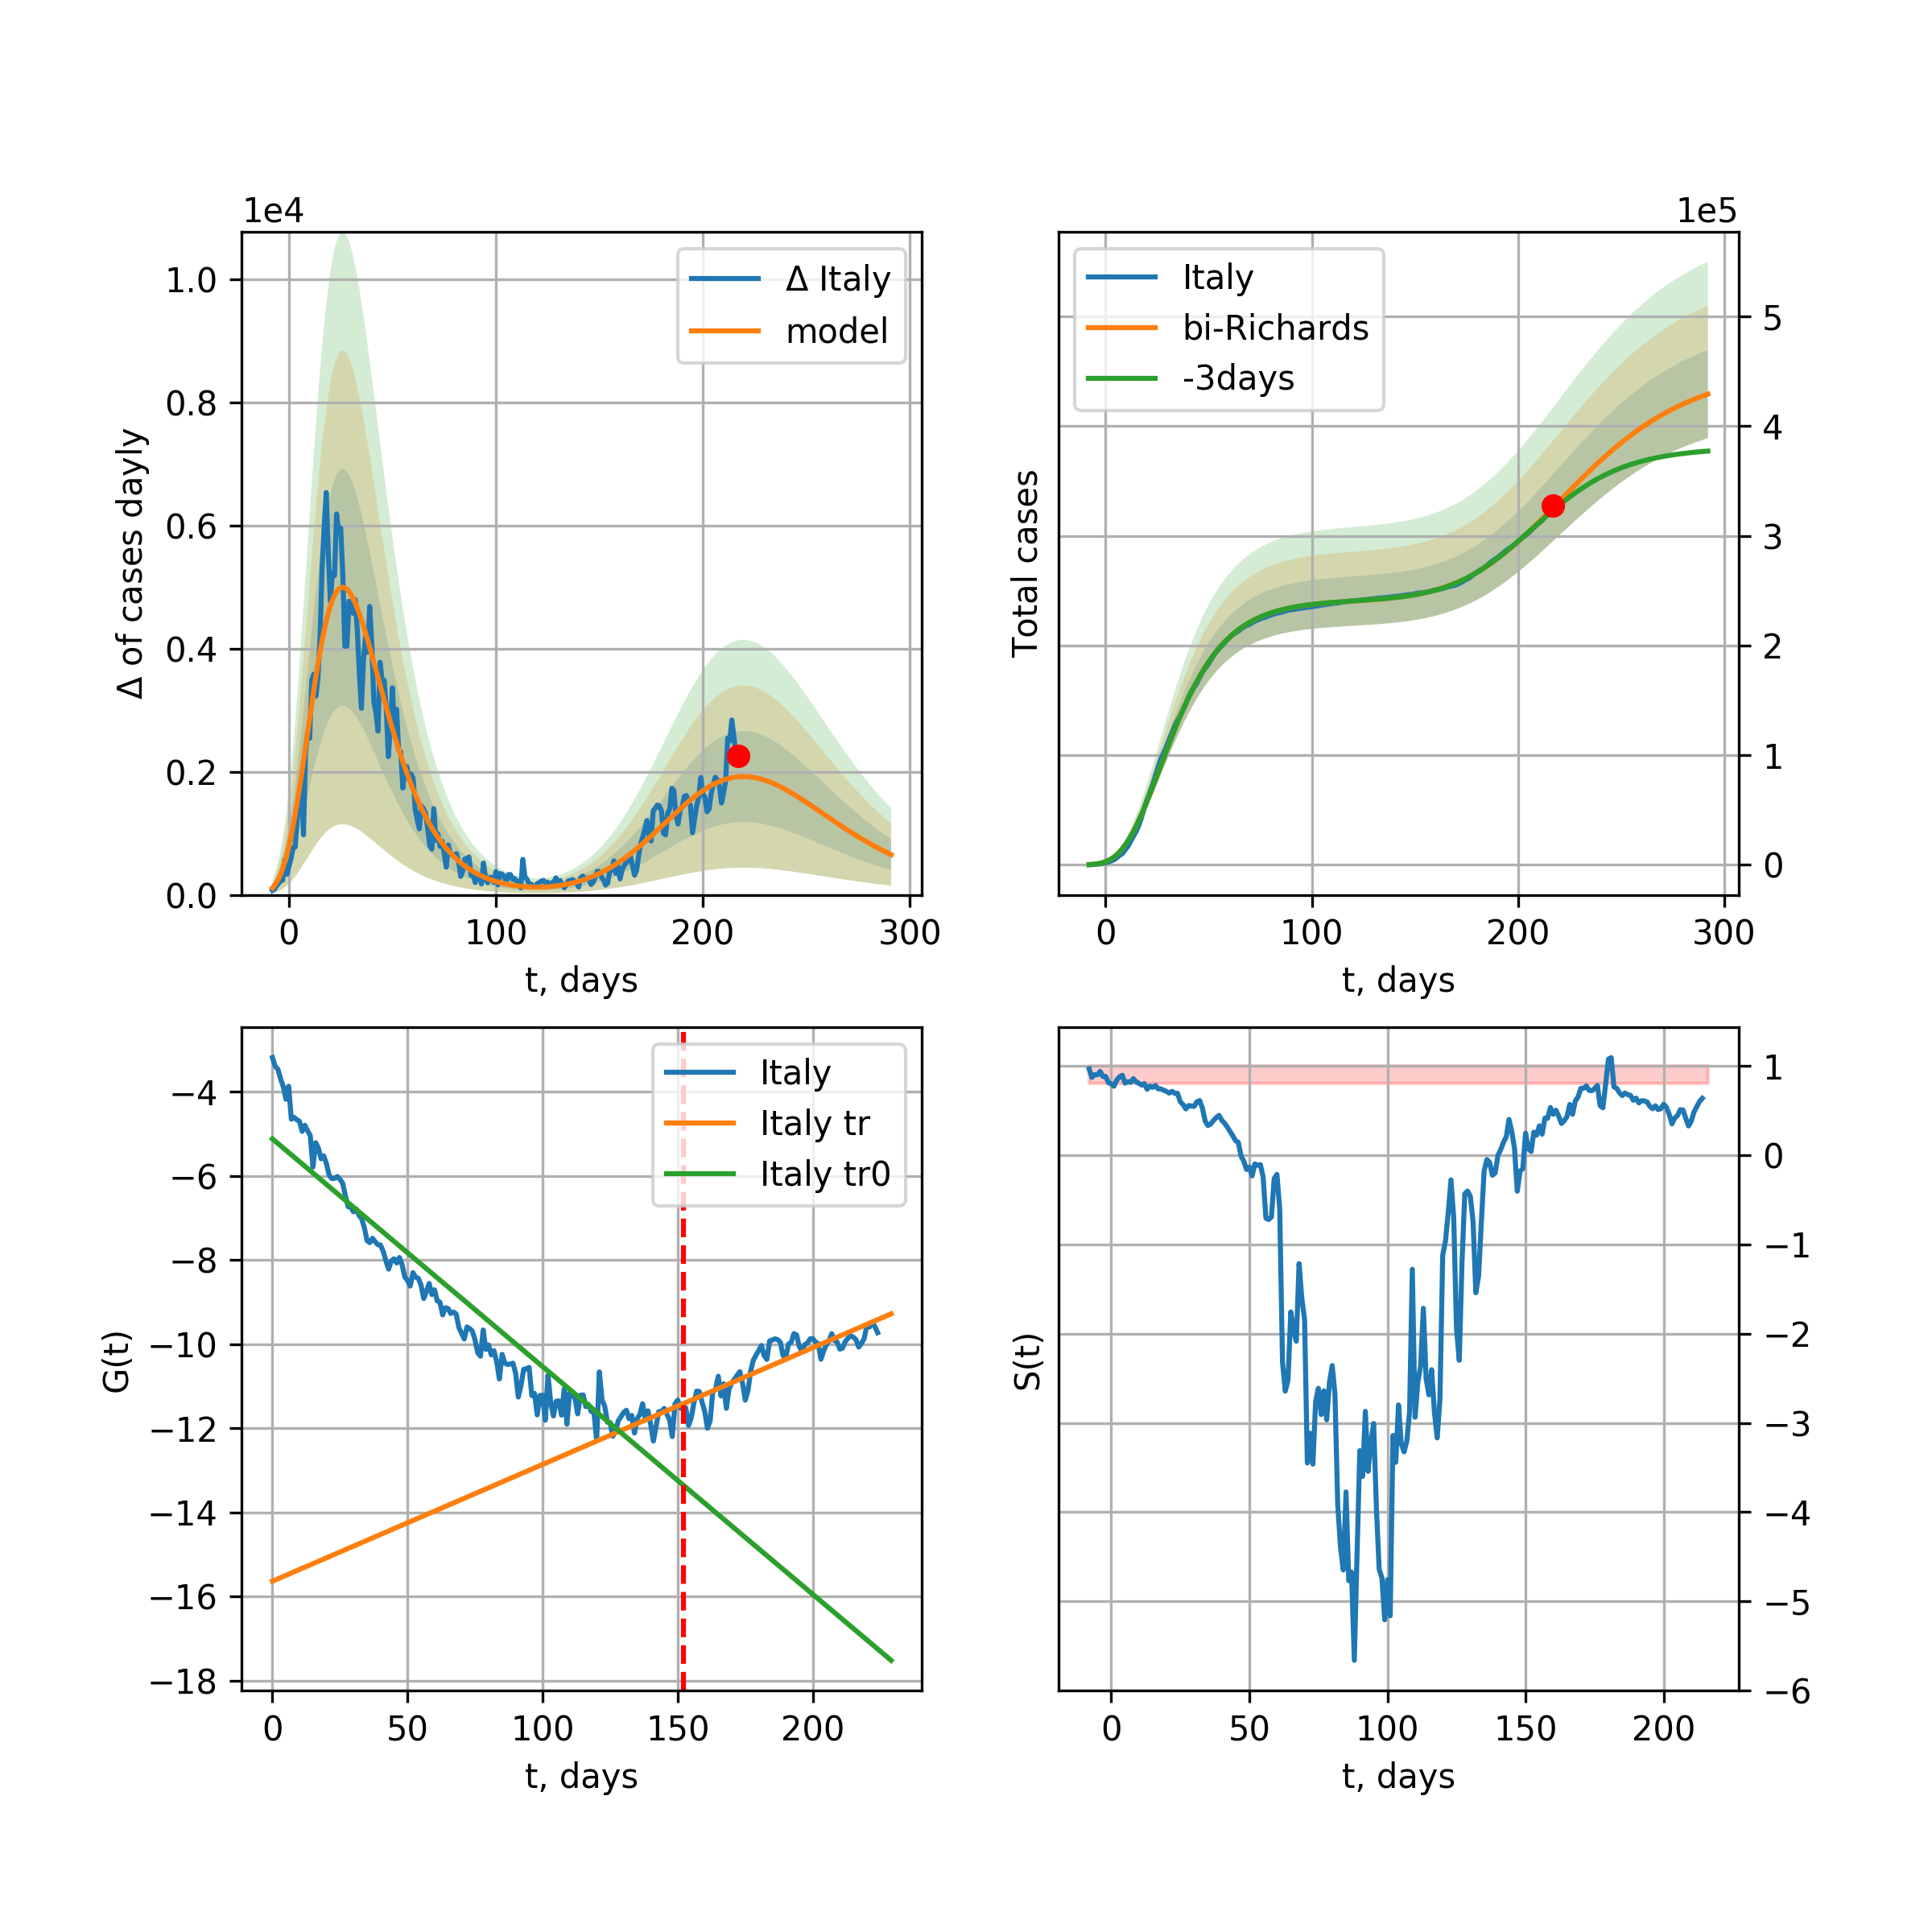 1e4
1.0
0.8
0.6
0.4
0.2
0.0
Δ of cases dayly
Δ Italy
model
0 100 200 300
t, days
1e5
Italy
bi-Richards
-3days
Total cases
5
4
3
2
1
0
0 100 200 300
t, days
G(t)
−4
−6
−8
−10
−12
−14
−16
−18
Italy
Italy tr
Italy tr0
0 50 100 150 200
t, days
S(t)
1
0
−1
−2
−3
−4
−5
−6
0 50 100 150 200
t, days